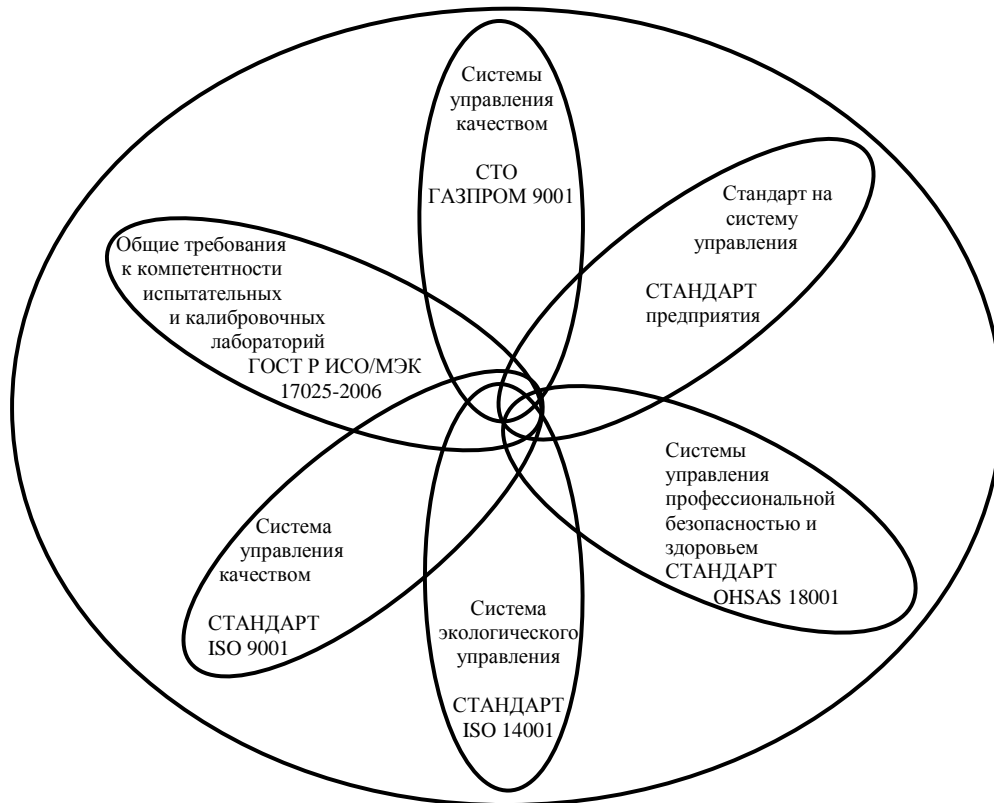 Системы
управления
качеством
СТО
ГАЗПРОМ 9001
Стандарт на
систему
управления
СТАНДАРТ
предприятия
Общие требования
к компетентности
испытательных
и калибровочных
лабораторий
ГОСТ Р ИСО/МЭК
17025-2006
Системы
управления
профессиональной
безопасностью и
здоровьем
СТАНДАРТ
OHSAS 18001
Система
управления
качеством
СТАНДАРТ
ISO 9001
Система
экологического
управления
СТАНДАРТ
ISO 14001